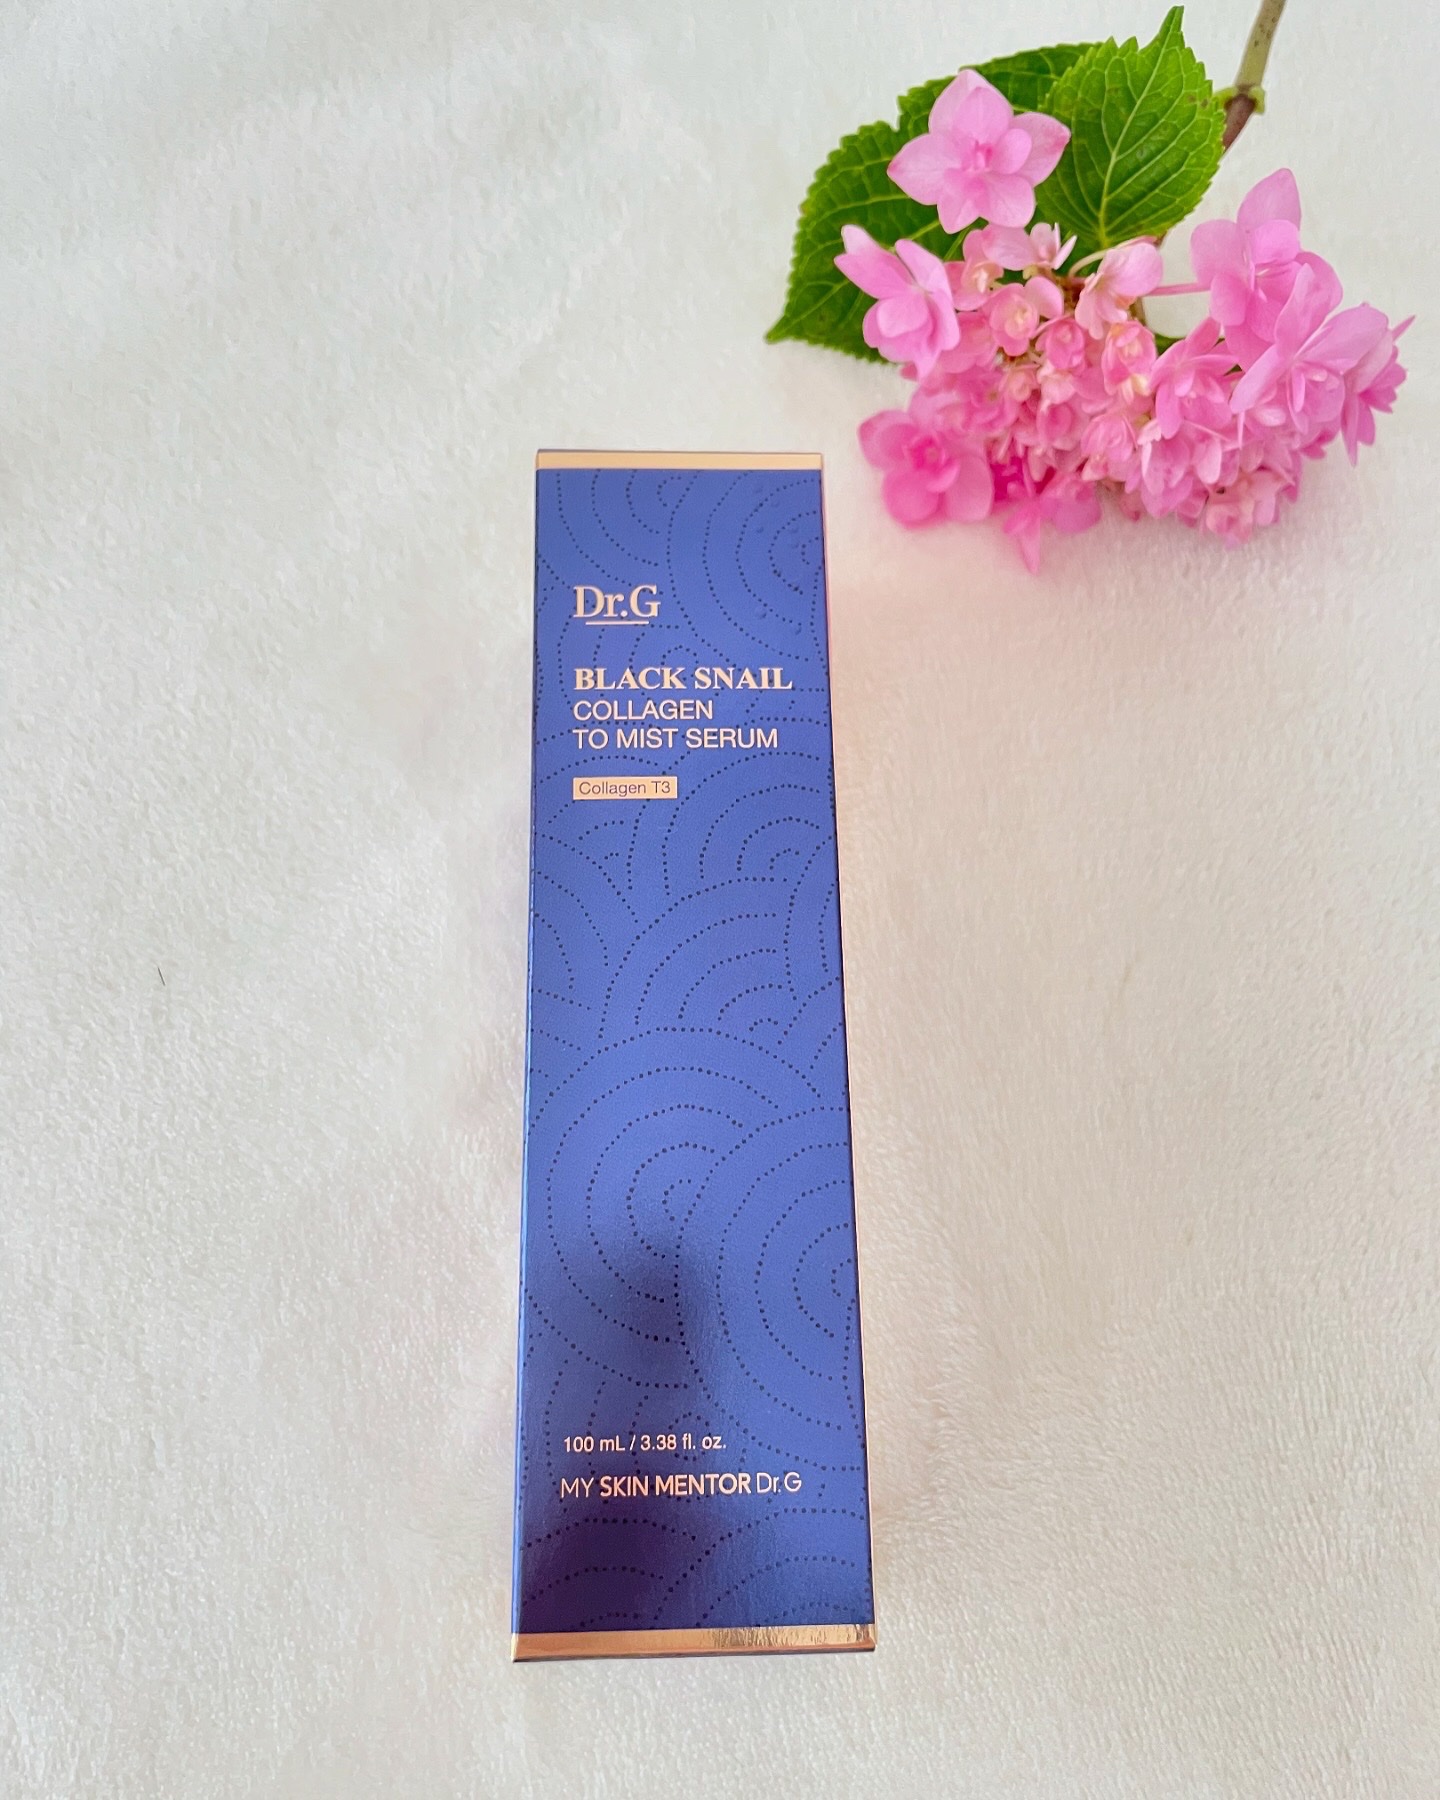 Dr.G
BLACK SNAIL
COLLAGEN
TO MIST SERUM
Collagen T3
100 mL / 3.38 fl. oz.
MY SKIN MENTOR Dr.G